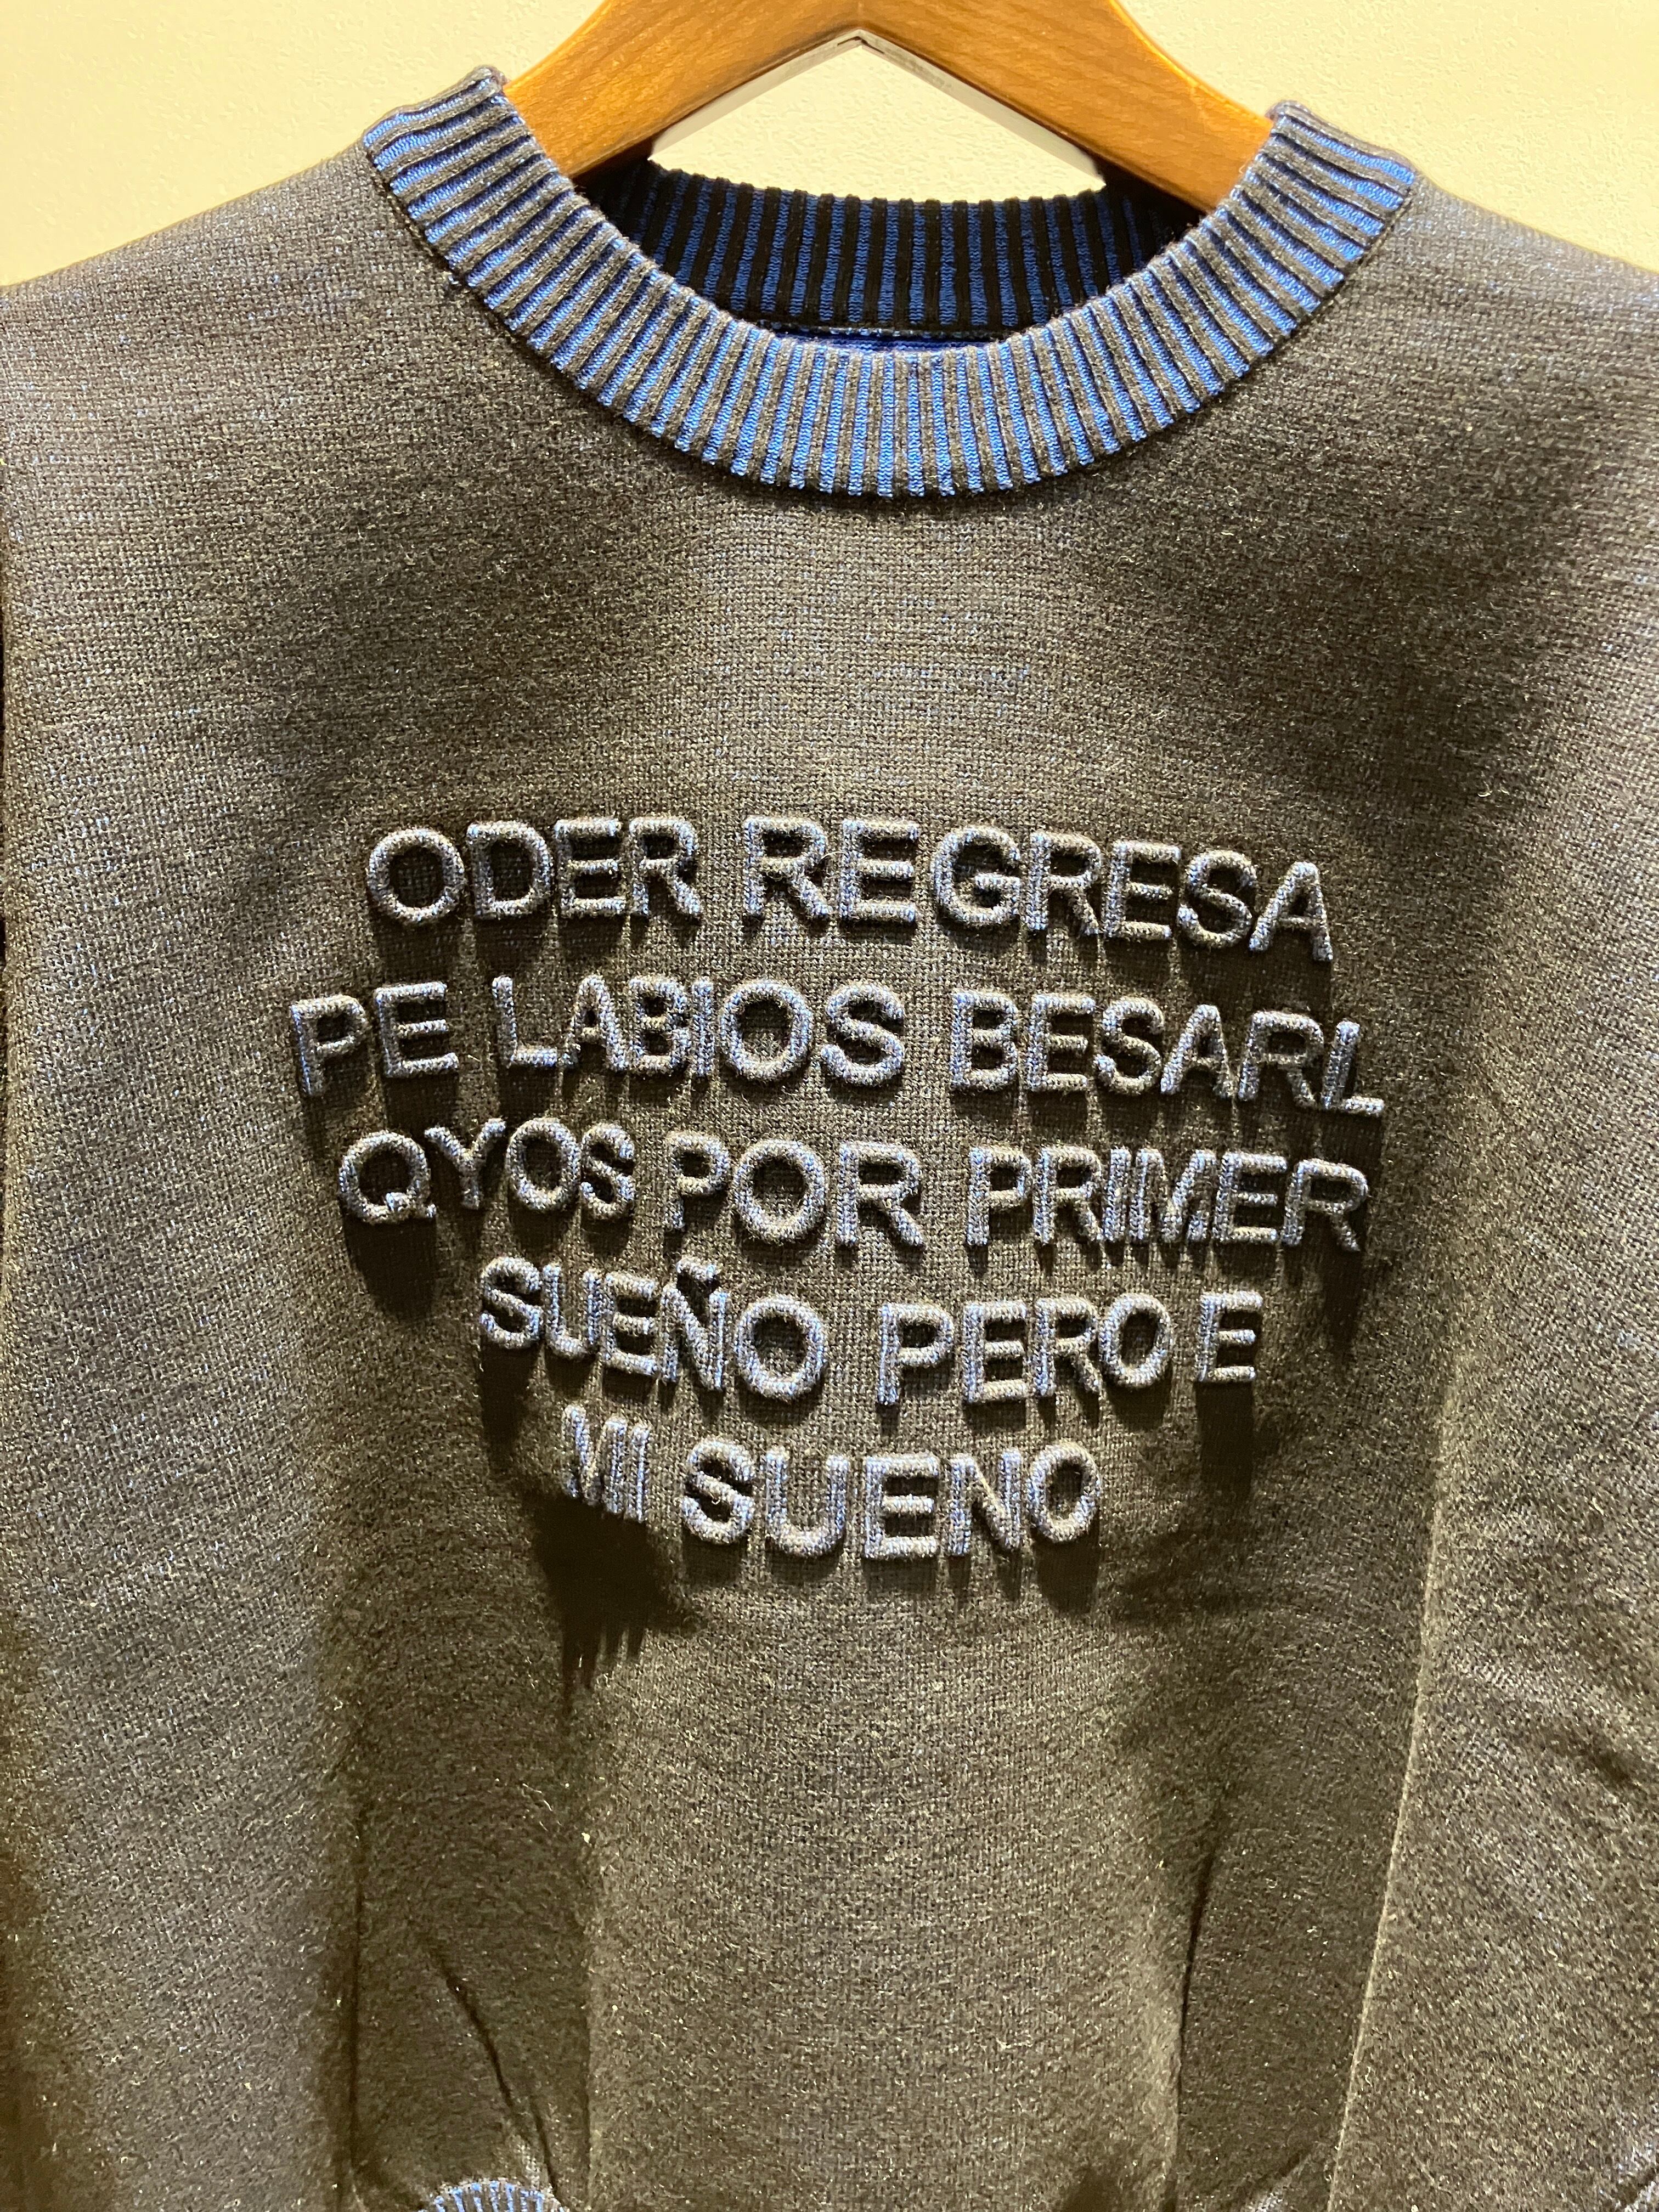 ODER REGRESA
PE LABIOS BESARL
QYOS POR PRIMER
SUEÑO PERO E
MI SUENO